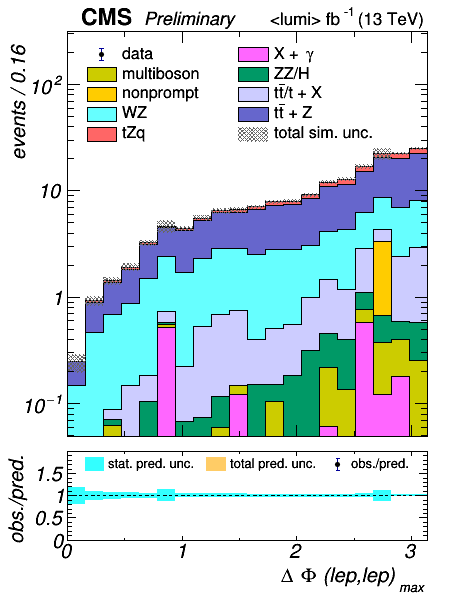 CMS Preliminary <lumi> fb⁻¹ (13 TeV)
events / 0.16
10²
10
1
10⁻¹
data
multiboson
nonprompt
WZ
tZq
X + γ
ZZ/H
tt̄/t + X
tt̄ + Z
total sim. unc.
obs./pred.
1.5
1
0.5
0
stat. pred. unc. total pred. unc. obs./pred.
0 1 2 3
Δ Φ (lep,lep) max